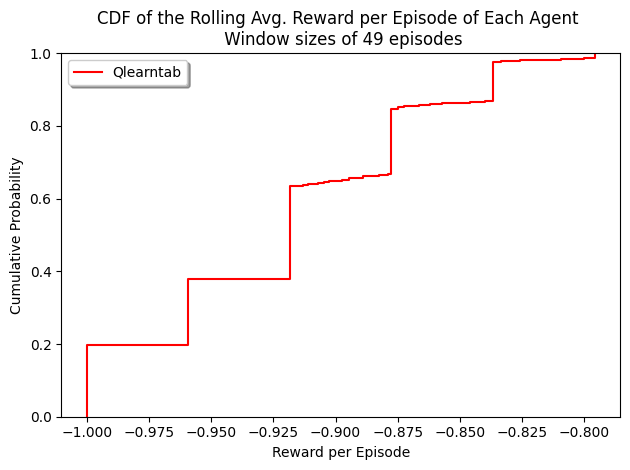 CDF of the Rolling Avg. Reward per Episode of Each Agent
Window sizes of 49 episodes
Qlearntab
Cumulative Probability
1.0
0.8
0.6
0.4
0.2
0.0
−1.000 −0.975 −0.950 −0.925 −0.900 −0.875 −0.850 −0.825 −0.800
Reward per Episode